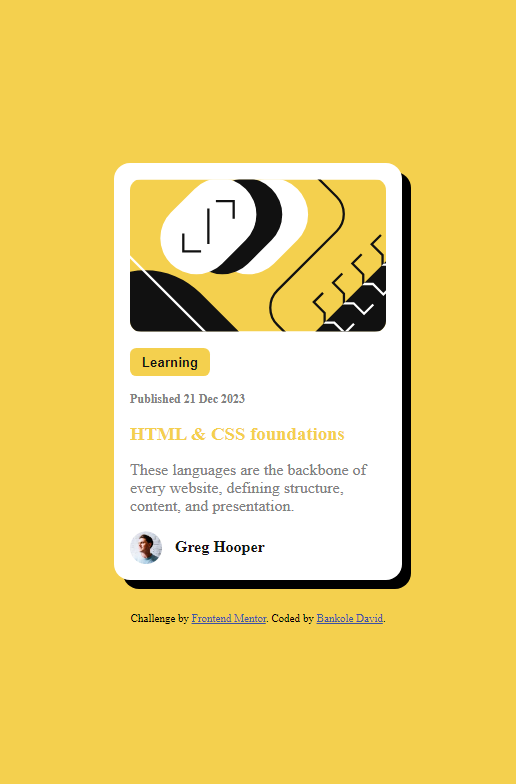 Learning
Published 21 Dec 2023
HTML & CSS foundations
These languages are the backbone of
every website, defining structure,
content, and presentation.
Greg Hooper
Challenge by Frontend Mentor. Coded by Bankole David.